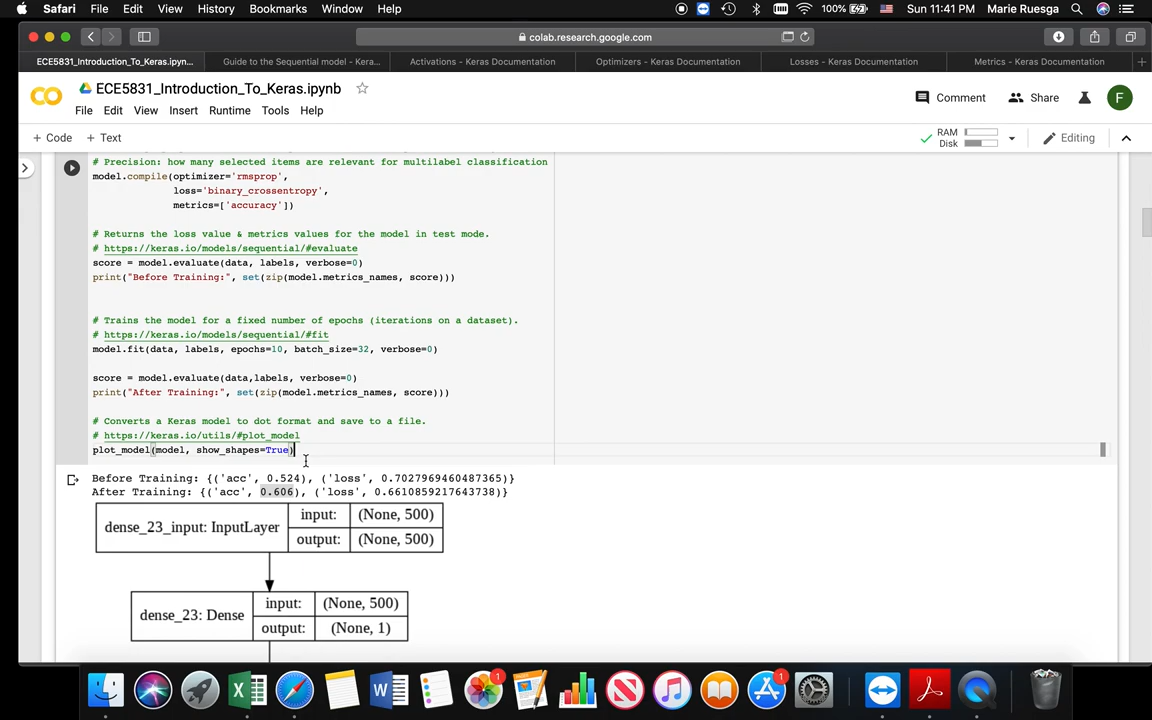 Safari File Edit View History Bookmarks Window Help 100% Sun 11:41 PM Marie Ruesga
colab.research.google.com
ECE5831_Introduction_To_Keras.ipyn... Guide to the Sequential model - Kera... Activations - Keras Documentation Optimizers - Keras Documentation Losses - Keras Documentation Metrics - Keras Documentation
CO ECE5831_Introduction_To_Keras.ipynb
File Edit View Insert Runtime Tools Help Comment Share F
+ Code + Text RAM Disk Editing
# Precision: how many selected items are relevant for multilabel classification
model.compile(optimizer='rmsprop',
loss='binary_crossentropy',
metrics=['accuracy'])
# Returns the loss value & metrics values for the model in test mode.
# https://keras.io/models/sequential/#evaluate
score = model.evaluate(data, labels, verbose=0)
print("Before Training:", set(zip(model.metrics_names, score)))
# Trains the model for a fixed number of epochs (iterations on a dataset).
# https://keras.io/models/sequential/#fit
model.fit(data, labels, epochs=10, batch_size=32, verbose=0)
score = model.evaluate(data,labels, verbose=0)
print("After Training:", set(zip(model.metrics_names, score)))
# Converts a Keras model to dot format and save to a file.
# https://keras.io/utils/#plot_model
plot_model(model, show_shapes=True)
Before Training: {('acc', 0.524), ('loss', 0.7027969460487365)}
After Training: {('acc', 0.606), ('loss', 0.6610859217643738)}
dense_23_input: InputLayer input: (None, 500)
output: (None, 500)
dense_23: Dense input: (None, 500)
output: (None, 1)